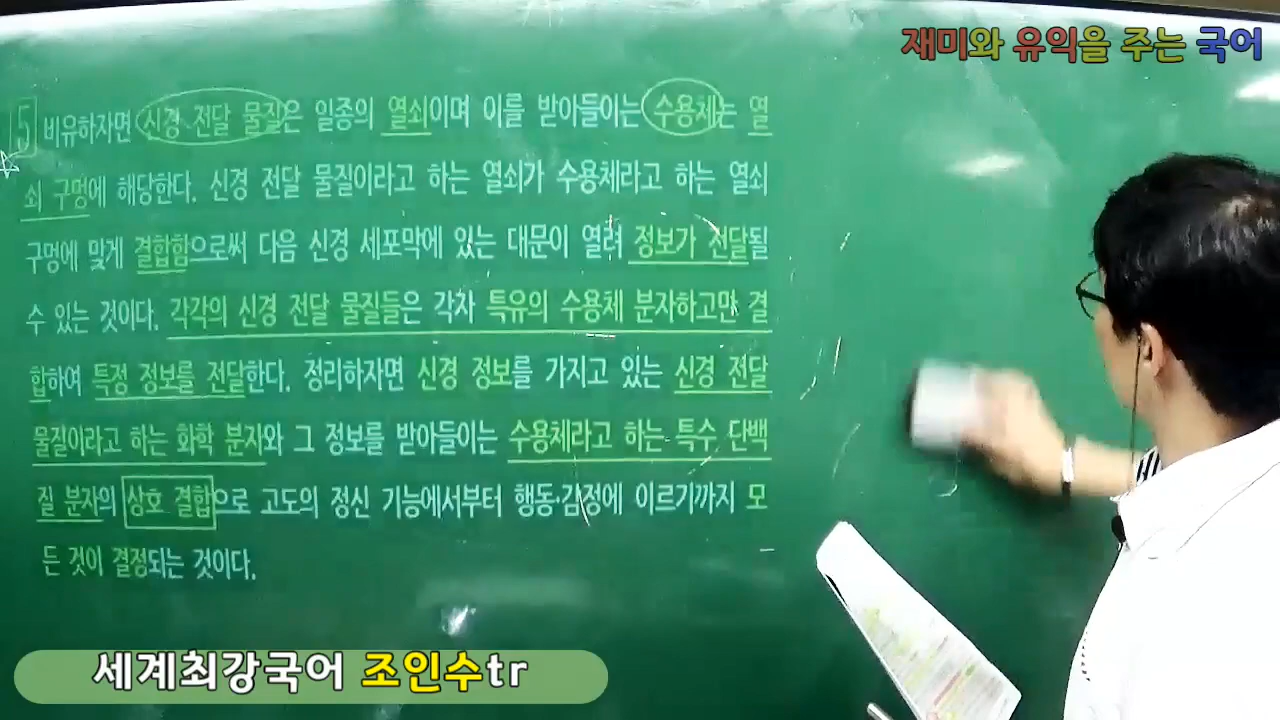 재미와 유익을 주는 국어
5 비유하자면 신경 전달 물질은 일종의 열쇠이며 이를 받아들이는 수용체는 열
쇠 구멍에 해당한다. 신경 전달 물질이라고 하는 열쇠가 수용체라고 하는 열쇠
구멍에 맞게 결합함으로써 다음 신경 세포막에 있는 대문이 열려 정보가 전달될
수 있는 것이다. 각각의 신경 전달 물질들은 각차 특유의 수용체 분자하고만 결
합하여 특정 정보를 전달한다. 정리하자면 신경 정보를 가지고 있는 신경 전달
물질이라고 하는 화학 분자와 그 정보를 받아들이는 수용체라고 하는 특수 단백
질 분자의 상호 결합으로 고도의 정신 기능에서부터 행동·감정에 이르기까지 모
든 것이 결정되는 것이다.
세계최강국어 조인수tr